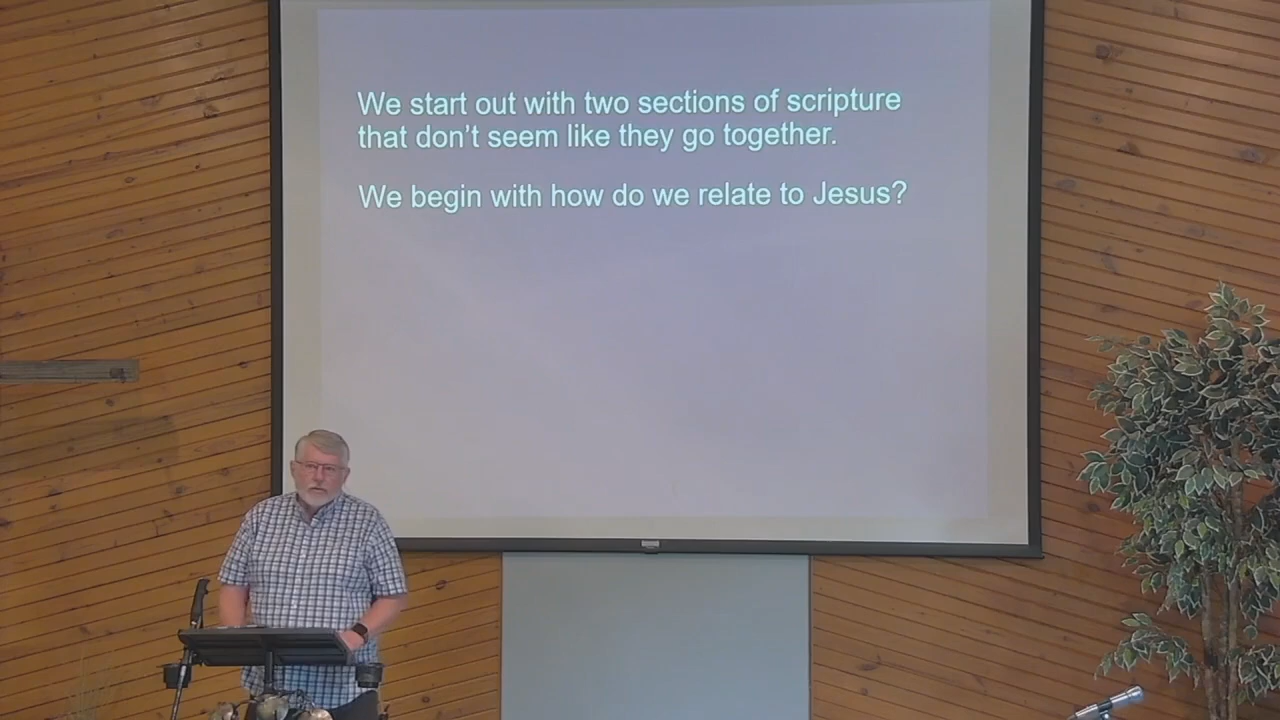 We start out with two sections of scripture
that don't seem like they go together.
We begin with how do we relate to Jesus?